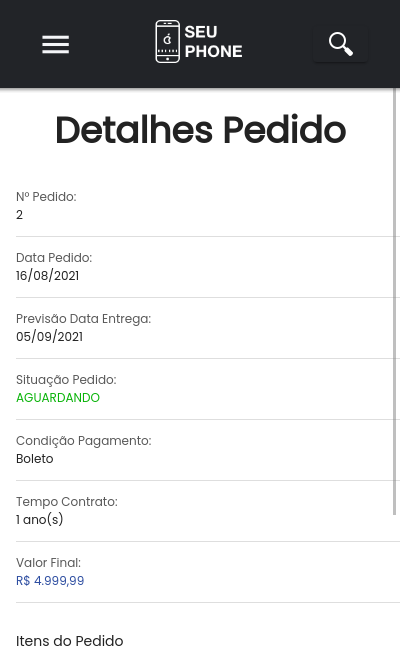 SEU
PHONE
Detalhes Pedido
Nº Pedido:
2
Data Pedido:
16/08/2021
Previsão Data Entrega:
05/09/2021
Situação Pedido:
AGUARDANDO
Condição Pagamento:
Boleto
Tempo Contrato:
1 ano(s)
Valor Final:
R$ 4.999,99
Itens do Pedido